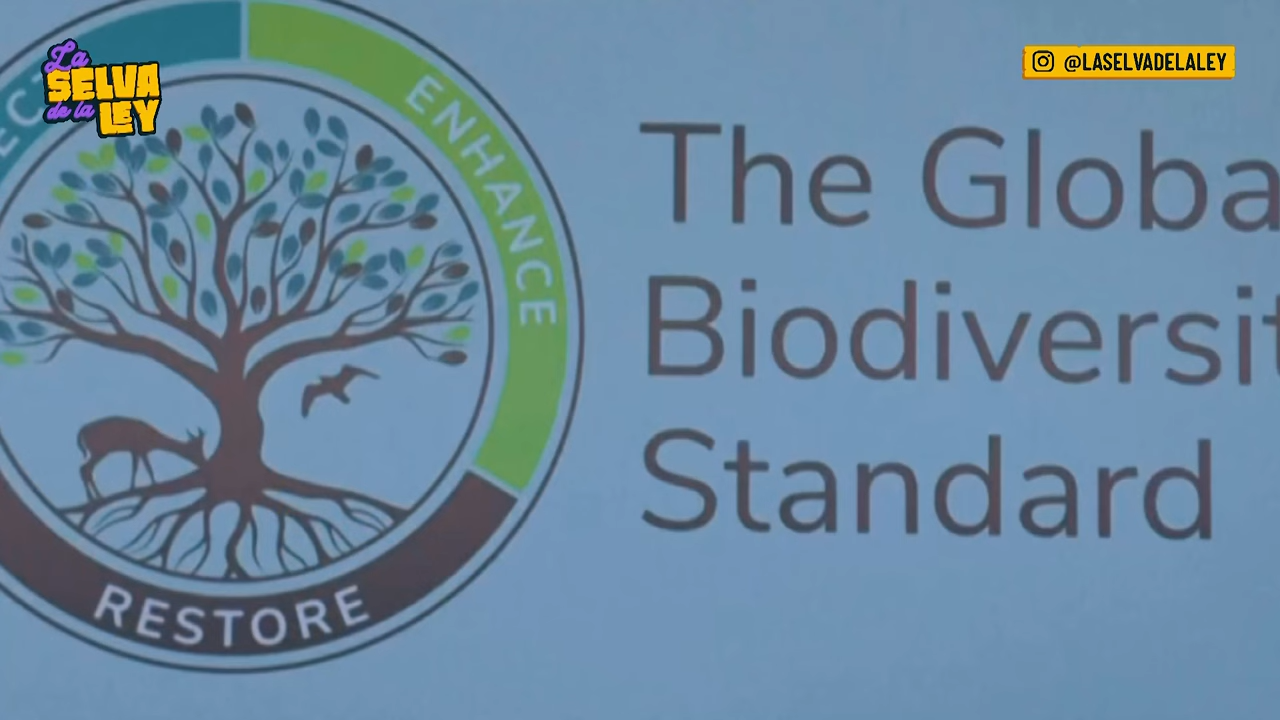 La
SELVA
de la
LEY
@LASELVADELALEY
ENHANCE
RESTORE
The Globa
Biodiversit
Standard